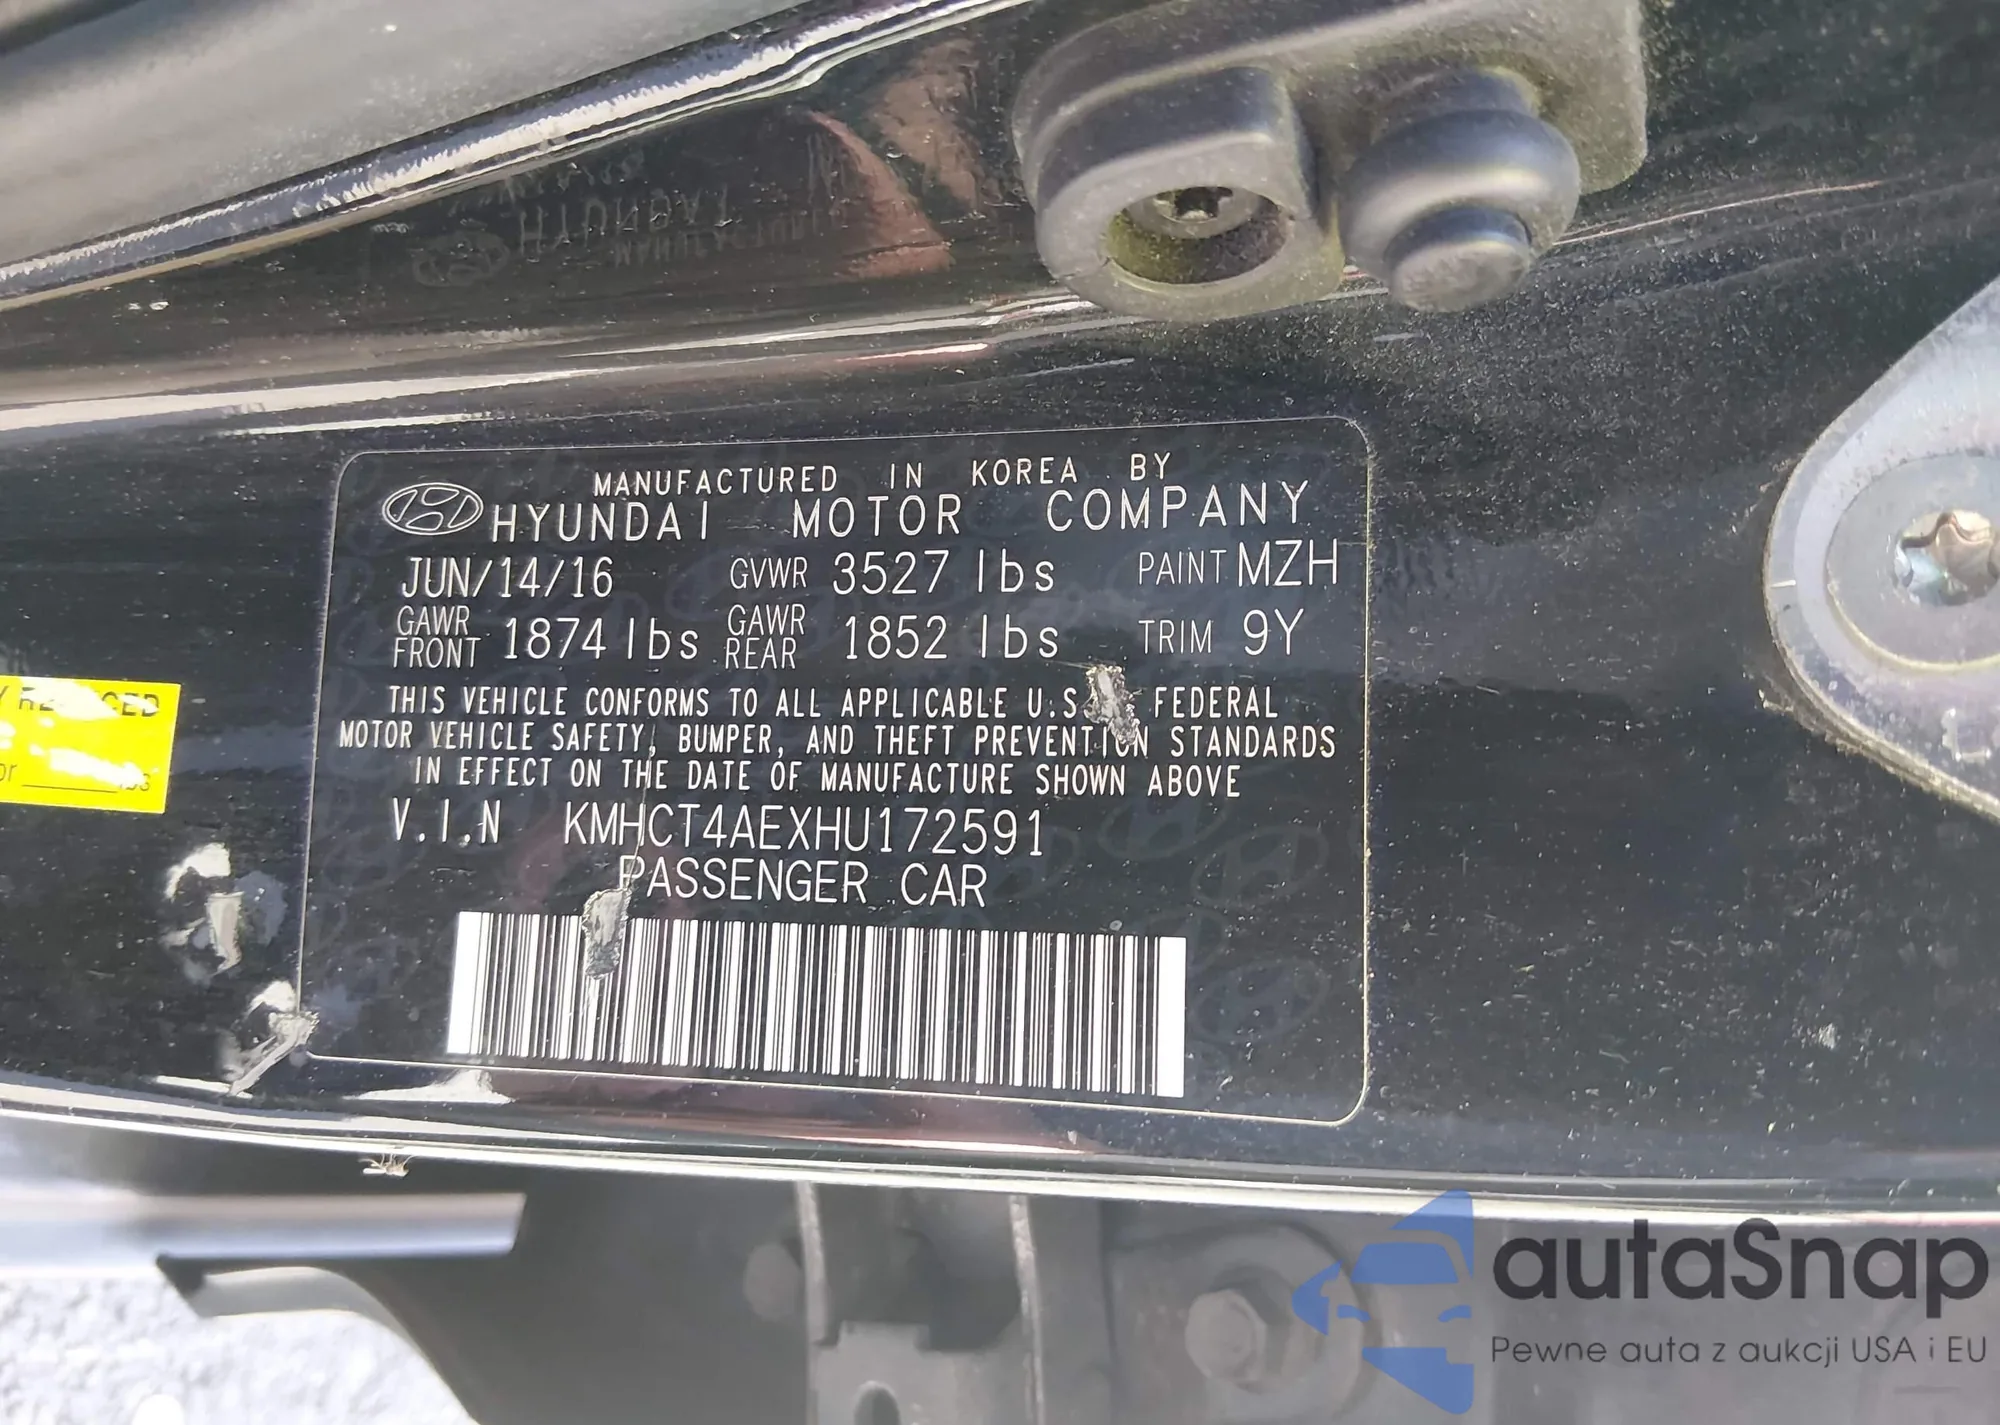 MANUFACTURED IN KOREA BY
HYUNDAI MOTOR COMPANY
JUN/14/16 GVWR 3527 lbs PAINT MZH
GAWR FRONT 1874 lbs GAWR REAR 1852 lbs TRIM 9Y
THIS VEHICLE CONFORMS TO ALL APPLICABLE U.S FEDERAL
MOTOR VEHICLE SAFETY, BUMPER, AND THEFT PREVENTION STANDARDS
IN EFFECT ON THE DATE OF MANUFACTURE SHOWN ABOVE
V.I.N KMHCT4AEXHU172591
PASSENGER CAR
autaSnap
Pewne auta z aukcji USA i EU